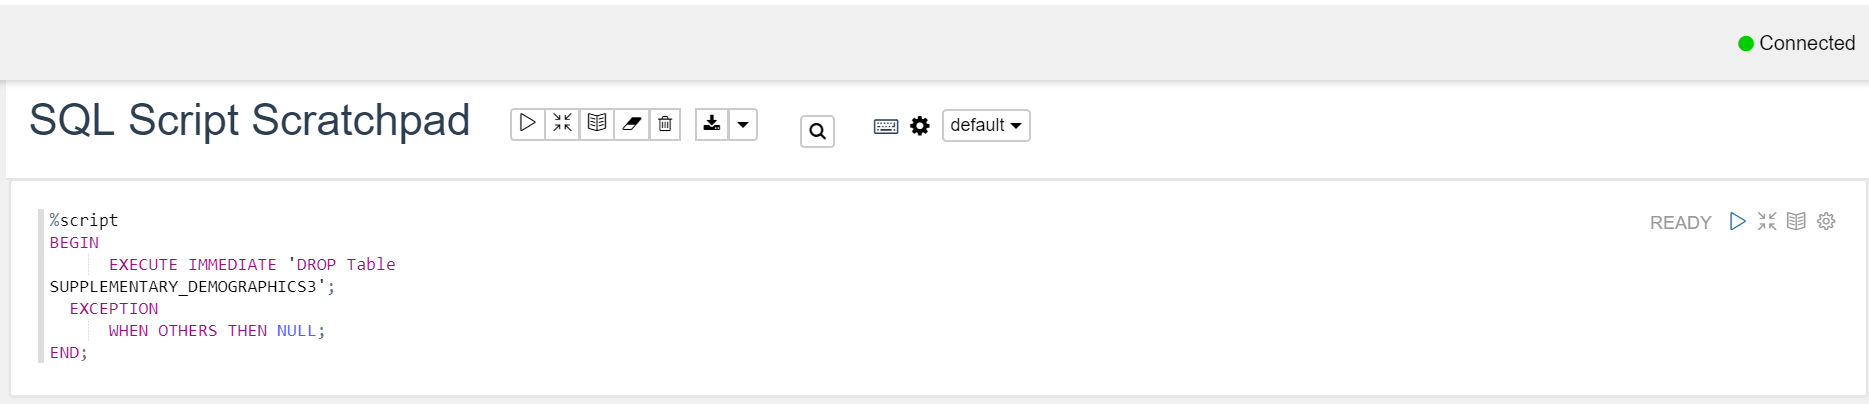 Connected
SQL Script Scratchpad
default
%script
READY
BEGIN
EXECUTE IMMEDIATE 'DROP Table
SUPPLEMENTARY_DEMOGRAPHICS3';
EXCEPTION
WHEN OTHERS THEN NULL;
END;